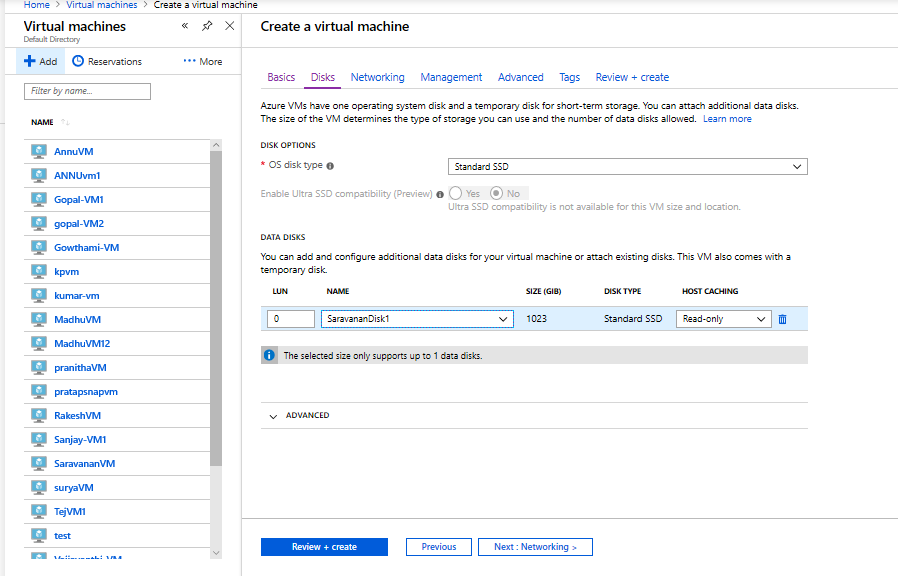 Home > Virtual machines > Create a virtual machine
Virtual machines
Default Directory
Add
Reservations
More
Filter by name...
NAME
AnnuVM
ANNUvm1
Gopal-VM1
gopal-VM2
Gowthami-VM
kpvm
kumar-vm
MadhuVM
MadhuVM12
pranithaVM
pratapsnapvm
RakeshVM
Sanjay-VM1
SaravananVM
suryaVM
TejVM1
test
Create a virtual machine
Basics Disks Networking Management Advanced Tags Review + create
Azure VMs have one operating system disk and a temporary disk for short-term storage. You can attach additional data disks.
The size of the VM determines the type of storage you can use and the number of data disks allowed. Learn more
DISK OPTIONS
* OS disk type Standard SSD
Enable Ultra SSD compatibility (Preview) Yes No
Ultra SSD compatibility is not available for this VM size and location.
DATA DISKS
You can add and configure additional data disks for your virtual machine or attach existing disks. This VM also comes with a
temporary disk.
LUN NAME SIZE (GIB) DISK TYPE HOST CACHING
0 SaravananDisk1 1023 Standard SSD Read-only
The selected size only supports up to 1 data disks.
ADVANCED
Review + create Previous Next : Networking >